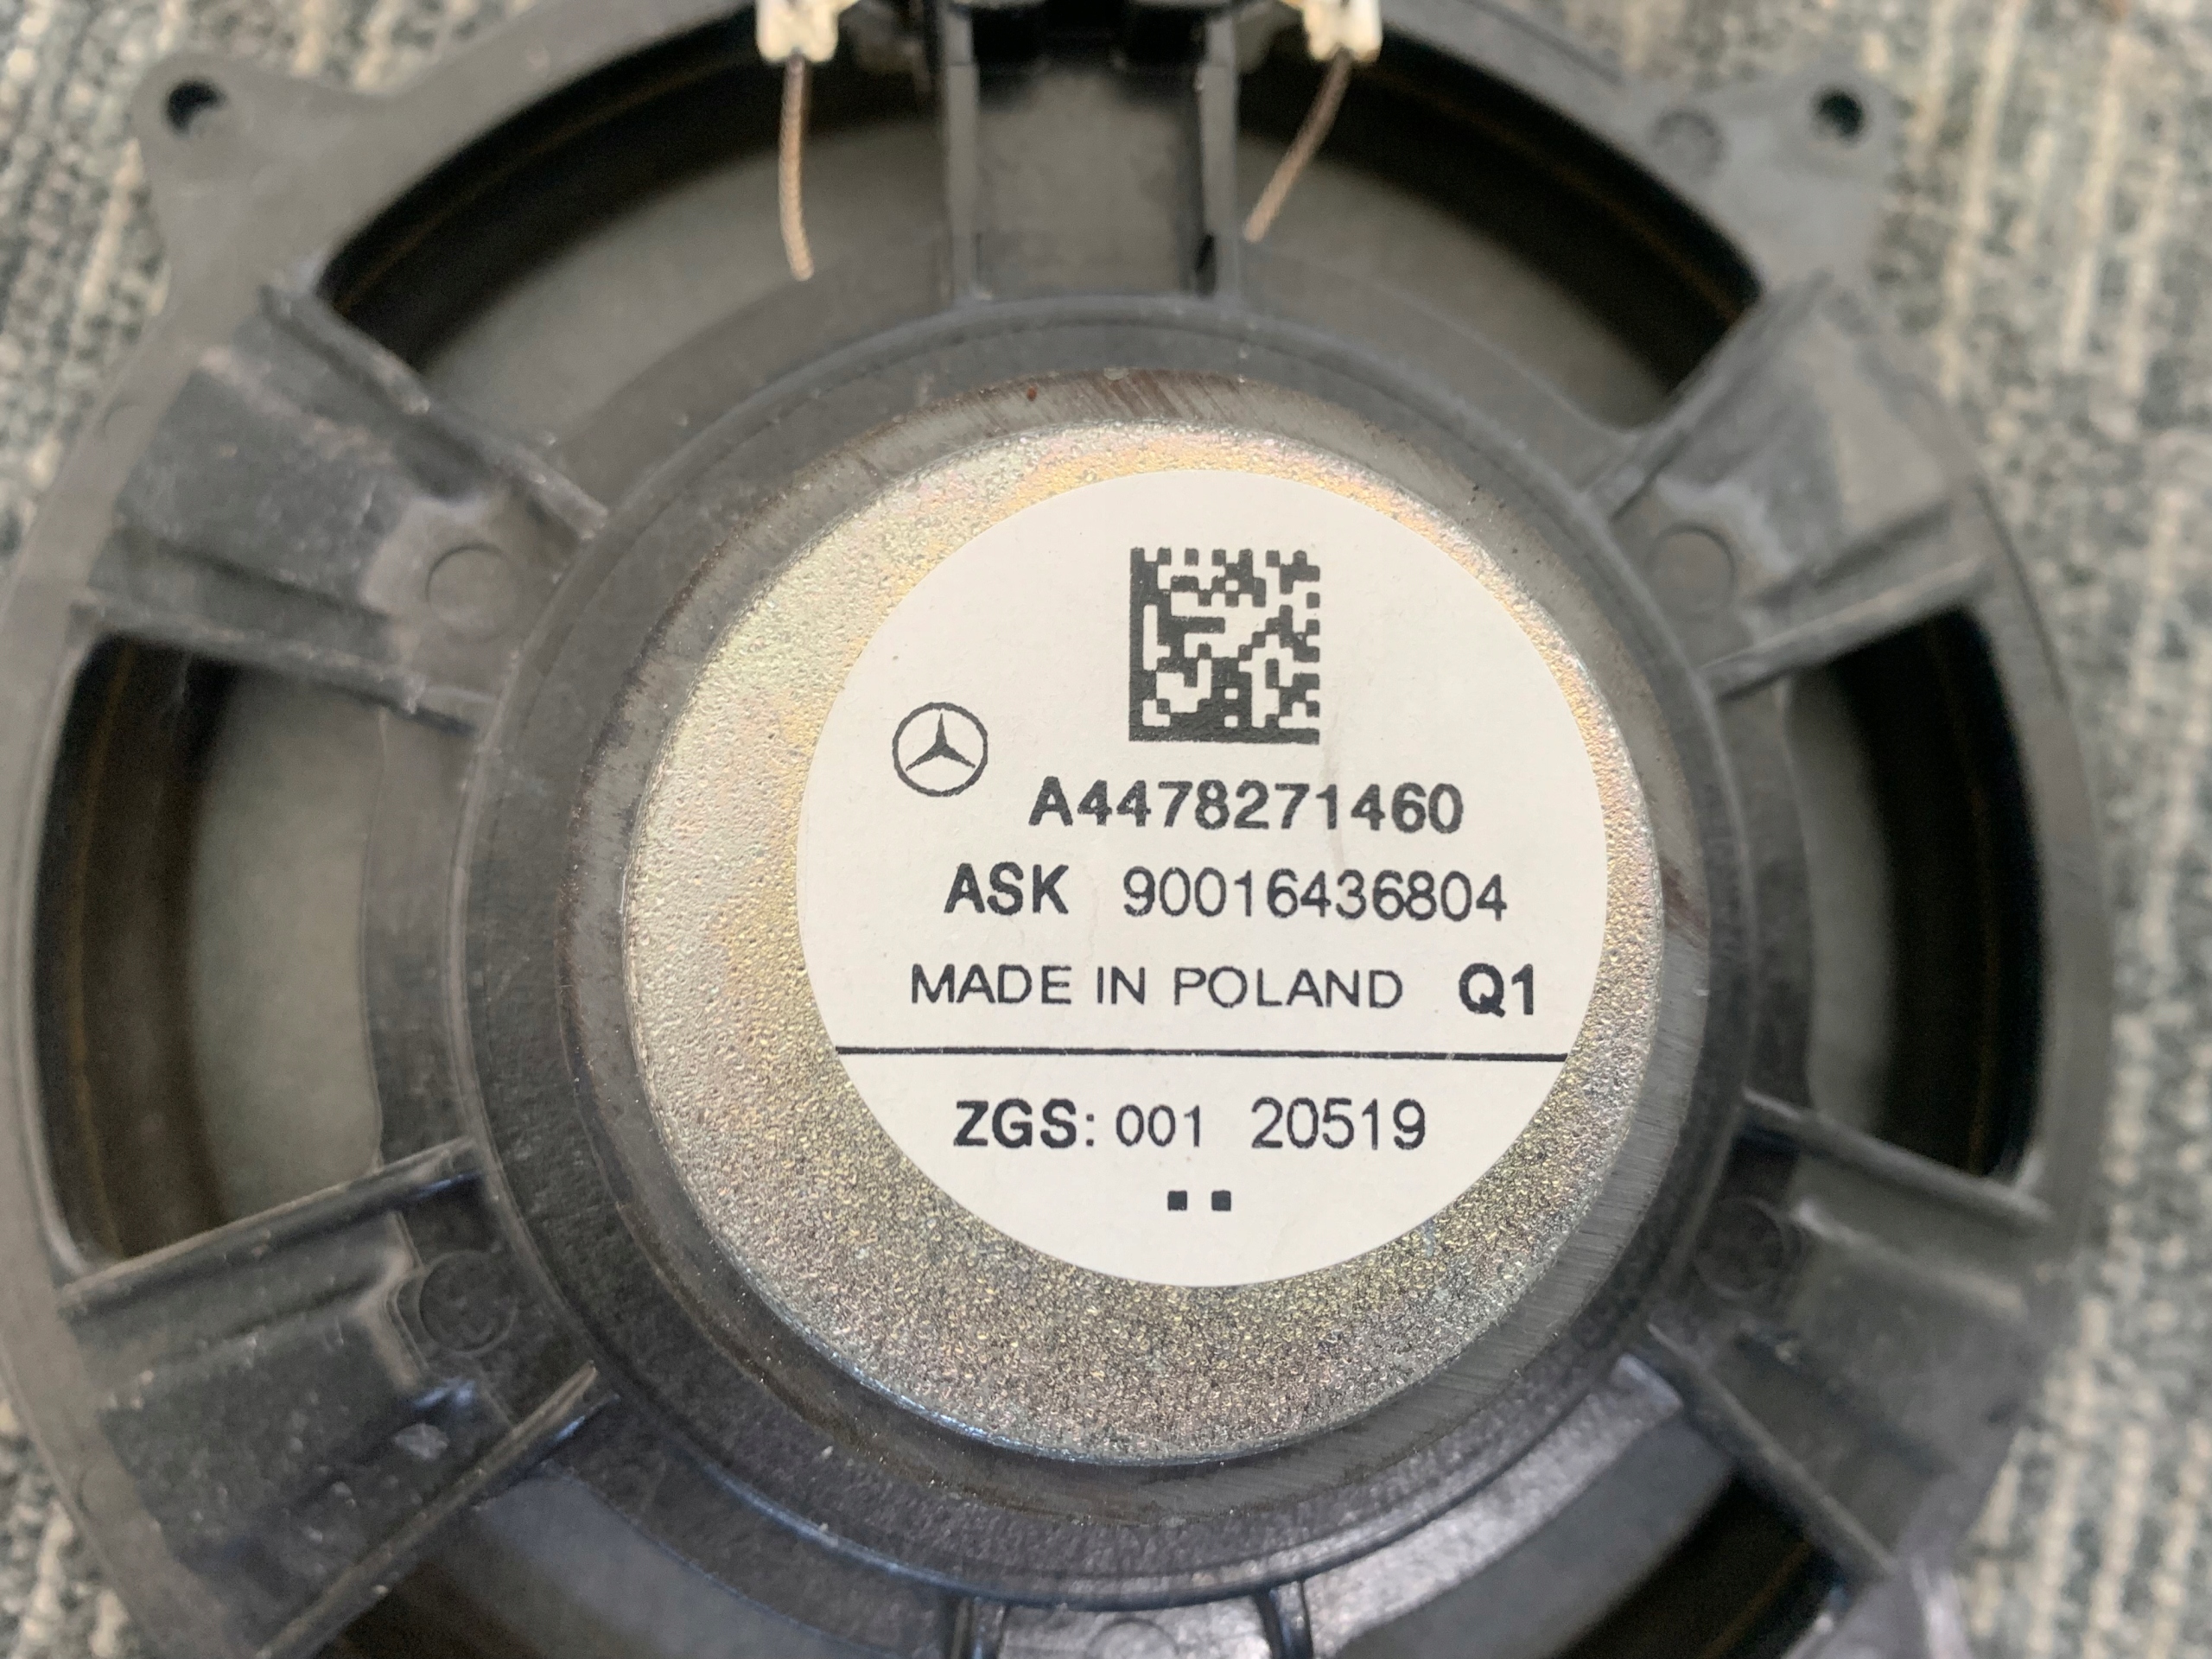 A4478271460
ASK 90016436804
MADE IN POLAND Q1
ZGS: 001 20519